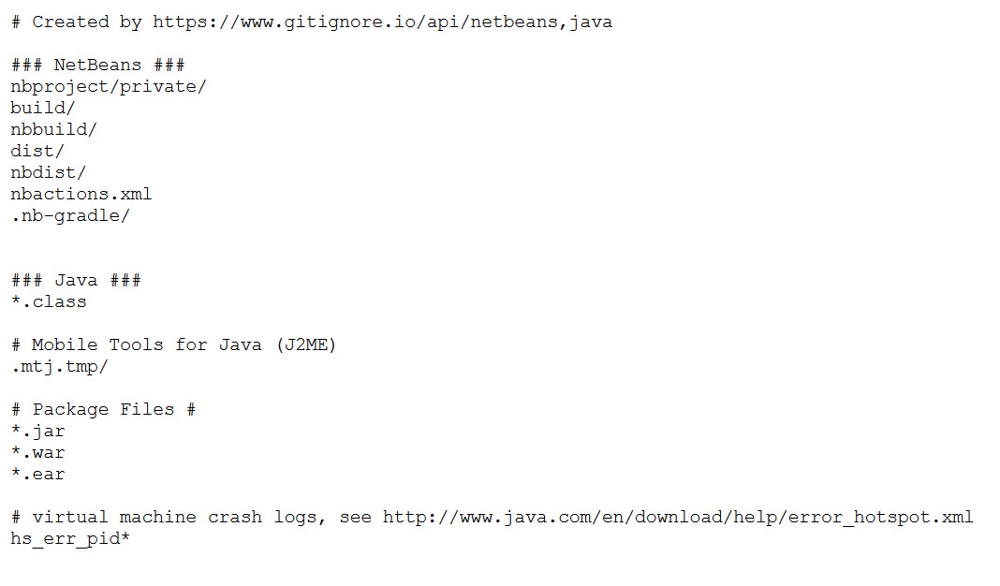 # Created by https://www.gitignore.io/api/netbeans,java
### NetBeans ###
nbproject/private/
build/
nbbuild/
dist/
nbdist/
nbactions.xml
.nb-gradle/
### Java ###
*.class
# Mobile Tools for Java (J2ME)
.mtj.tmp/
# Package Files #
*.jar
*.war
*.ear
# virtual machine crash logs, see http://www.java.com/en/download/help/error_hotspot.xml
hs_err_pid*